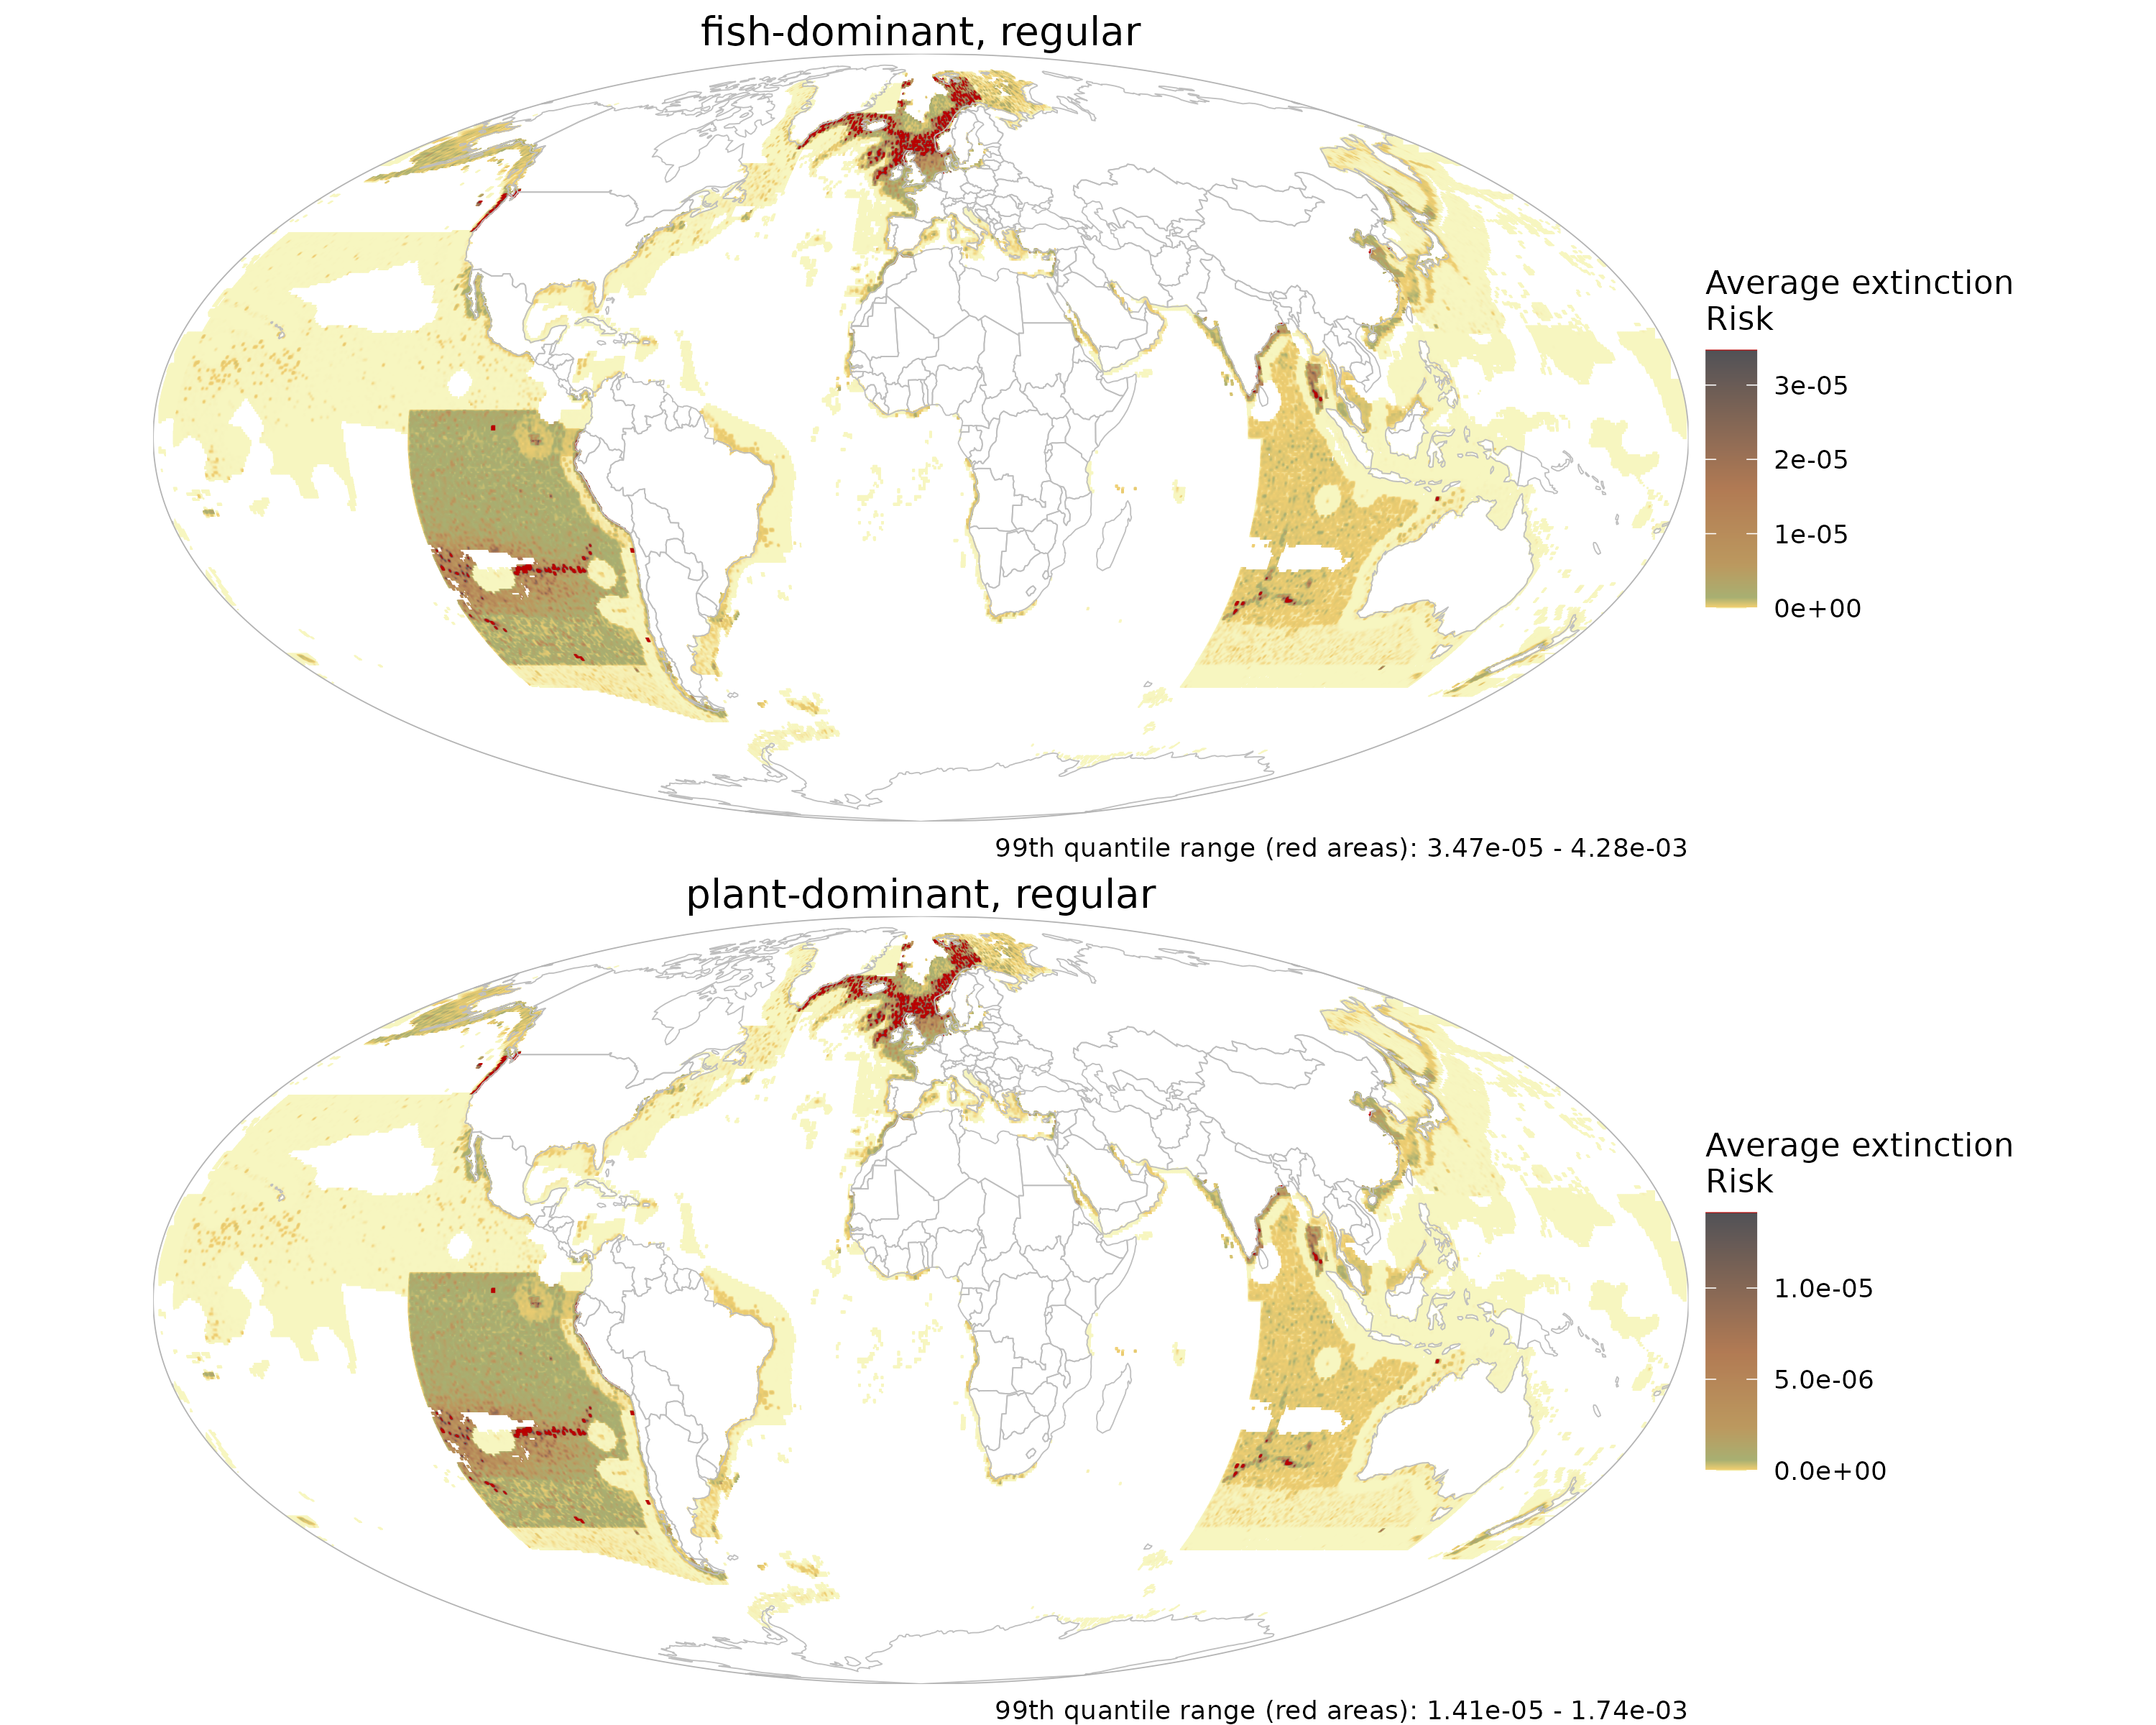 fish-dominant, regular
Average extinction
Risk
3e-05
2e-05
1e-05
0e+00
99th quantile range (red areas): 3.47e-05 - 4.28e-03
plant-dominant, regular
Average extinction
Risk
1.0e-05
5.0e-06
0.0e+00
99th quantile range (red areas): 1.41e-05 - 1.74e-03